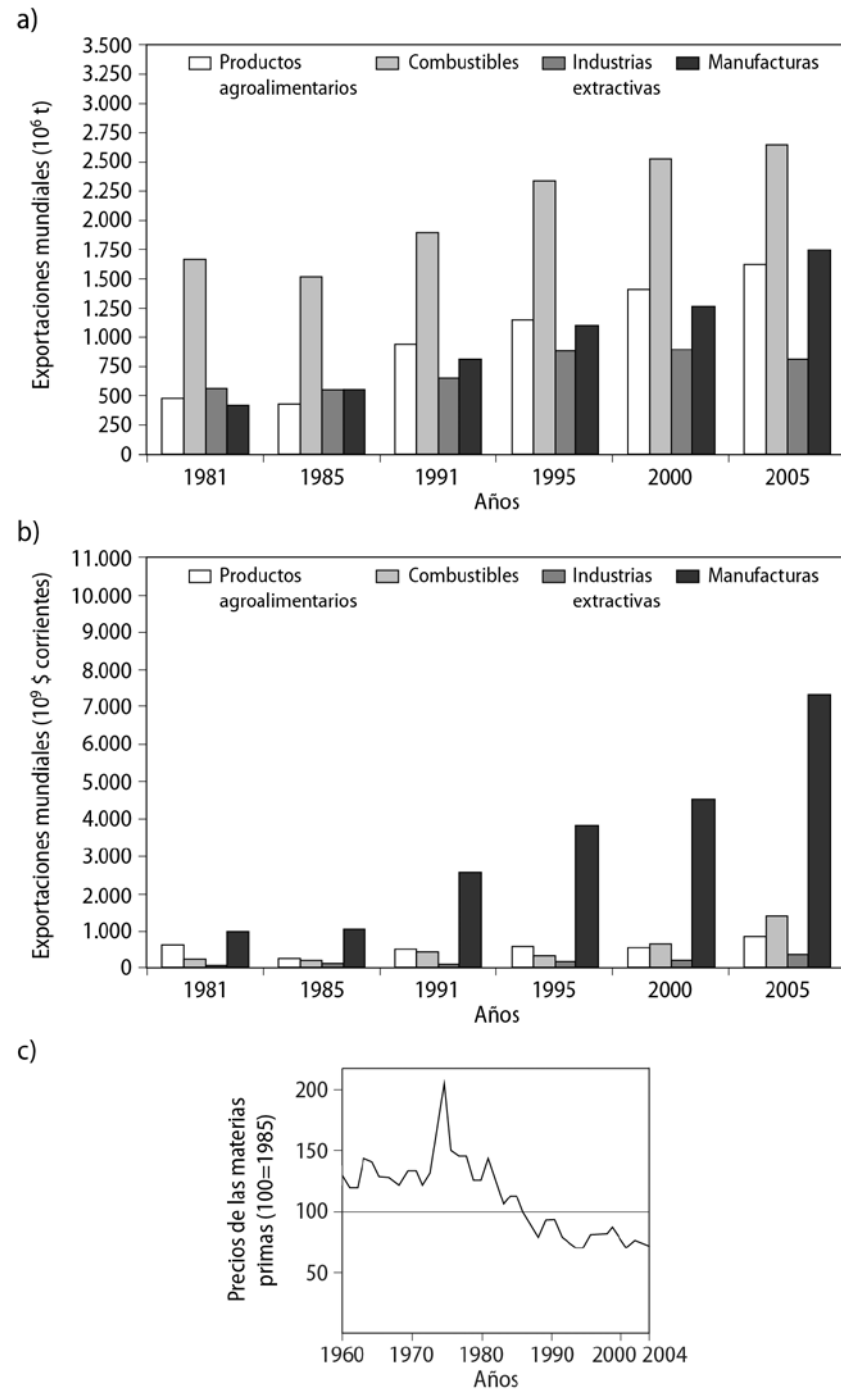 a)
3.500
3.250
3.000
2.750
2.500
2.250
2.000
1.750
1.500
1.250
1.000
750
500
250
0
Exportaciones mundiales (10⁶ t)
Productos agroalimentarios
Combustibles
Industrias extractivas
Manufacturas
1981 1985 1991 1995 2000 2005
Años
b)
11.000
10.000
9.000
8.000
7.000
6.000
5.000
4.000
3.000
2.000
1.000
0
Exportaciones mundiales (10⁹ $ corrientes)
Productos agroalimentarios
Combustibles
Industrias extractivas
Manufacturas
1981 1985 1991 1995 2000 2005
Años
c)
200
150
100
50
Precios de las materias
primas (100=1985)
1960 1970 1980 1990 2000 2004
Años